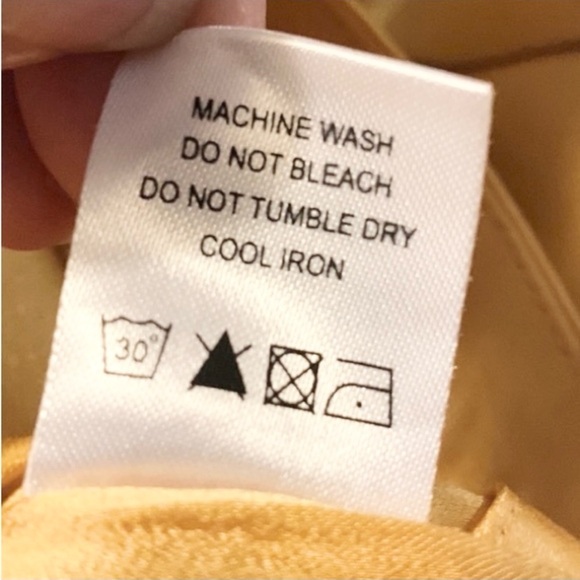 MACHINE WASH
DO NOT BLEACH
DO NOT TUMBLE DRY
COOL IRON
30°